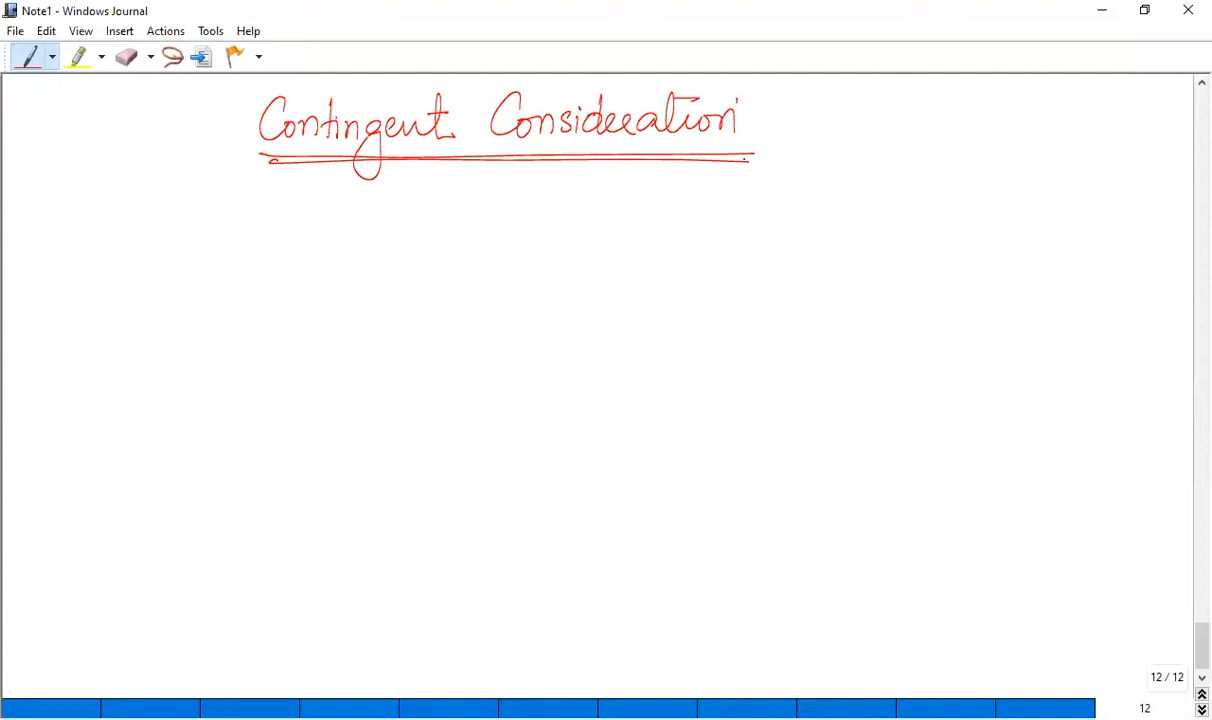 Note1 - Windows Journal
File Edit View Insert Actions Tools Help
Contingent Consideration
12 / 12
12